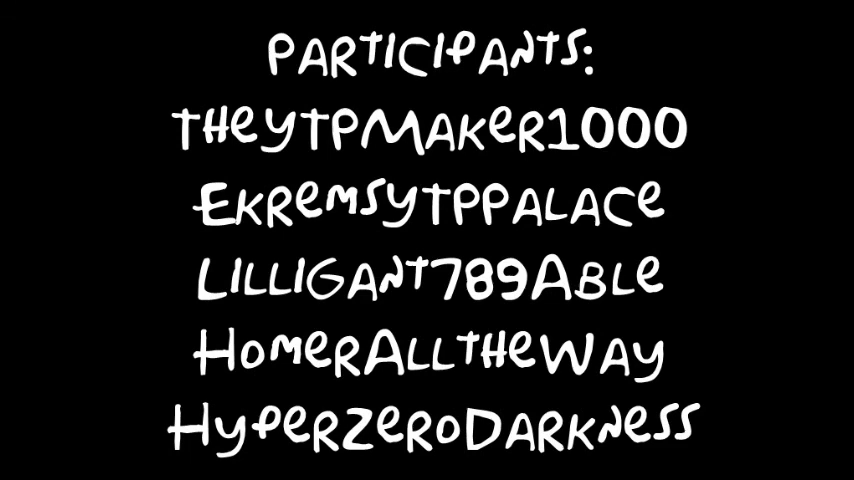 Participants:
TheYTPMaker1000
EkremsYTPPalace
Lilligant789Able
HomerAlltheWay
HyperZeroDarkness